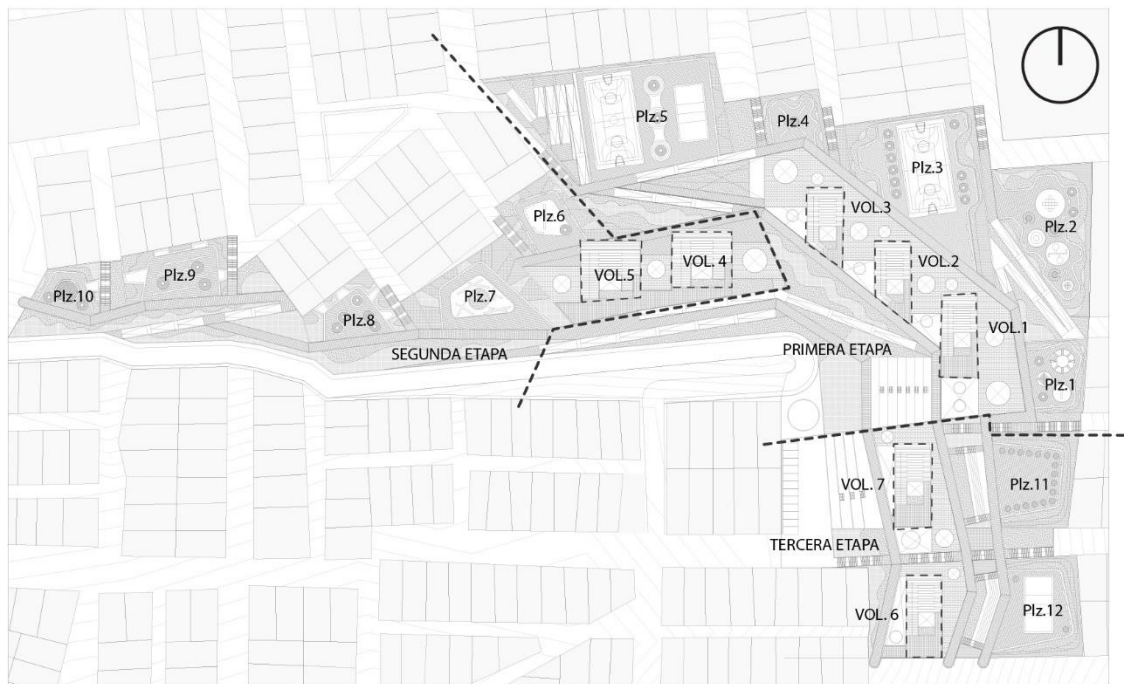 Plz.5
Plz.4
Plz.3
Plz.2
Plz.6
VOL.3
VOL.2
VOL.5
VOL. 4
Plz.9
Plz.10
Plz.7
Plz.8
VOL.1
SEGUNDA ETAPA
PRIMERA ETAPA
Plz.1
VOL. 7
Plz.11
TERCERA ETAPA
VOL. 6
Plz.12